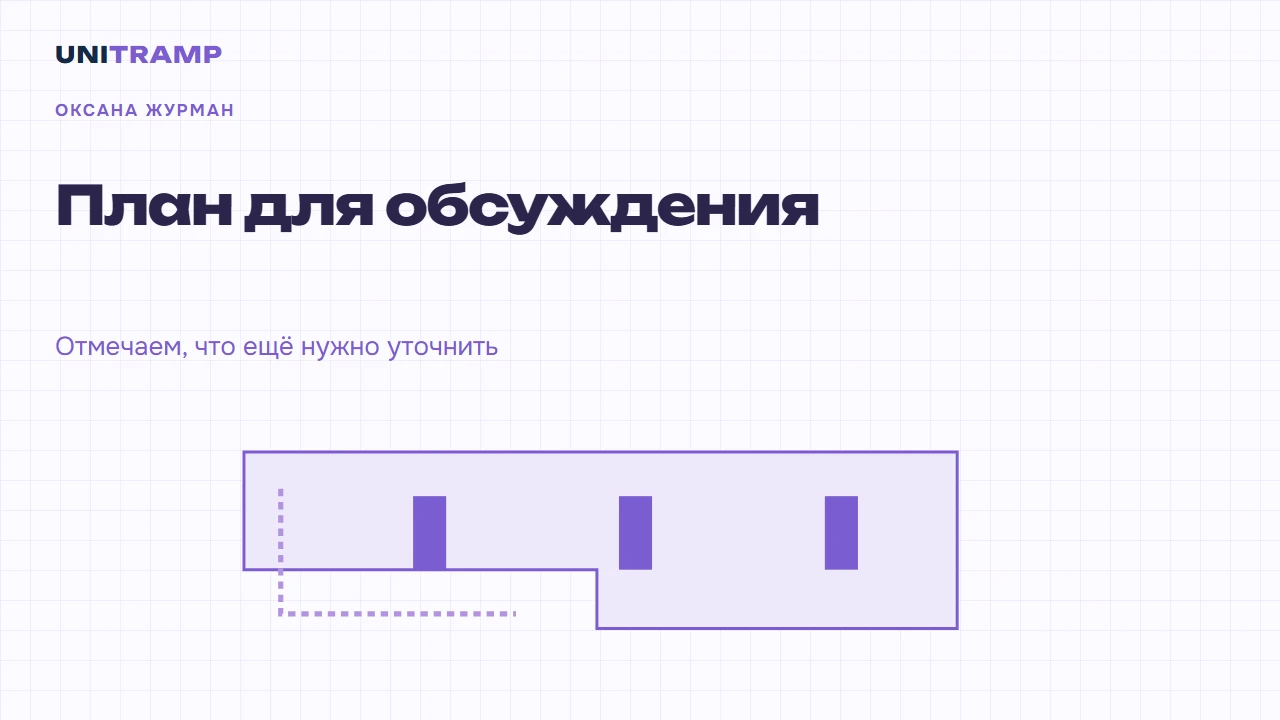 UNITRAMP
ОКСАНА ЖУРМАН
План для обсуждения
Отмечаем, что ещё нужно уточнить